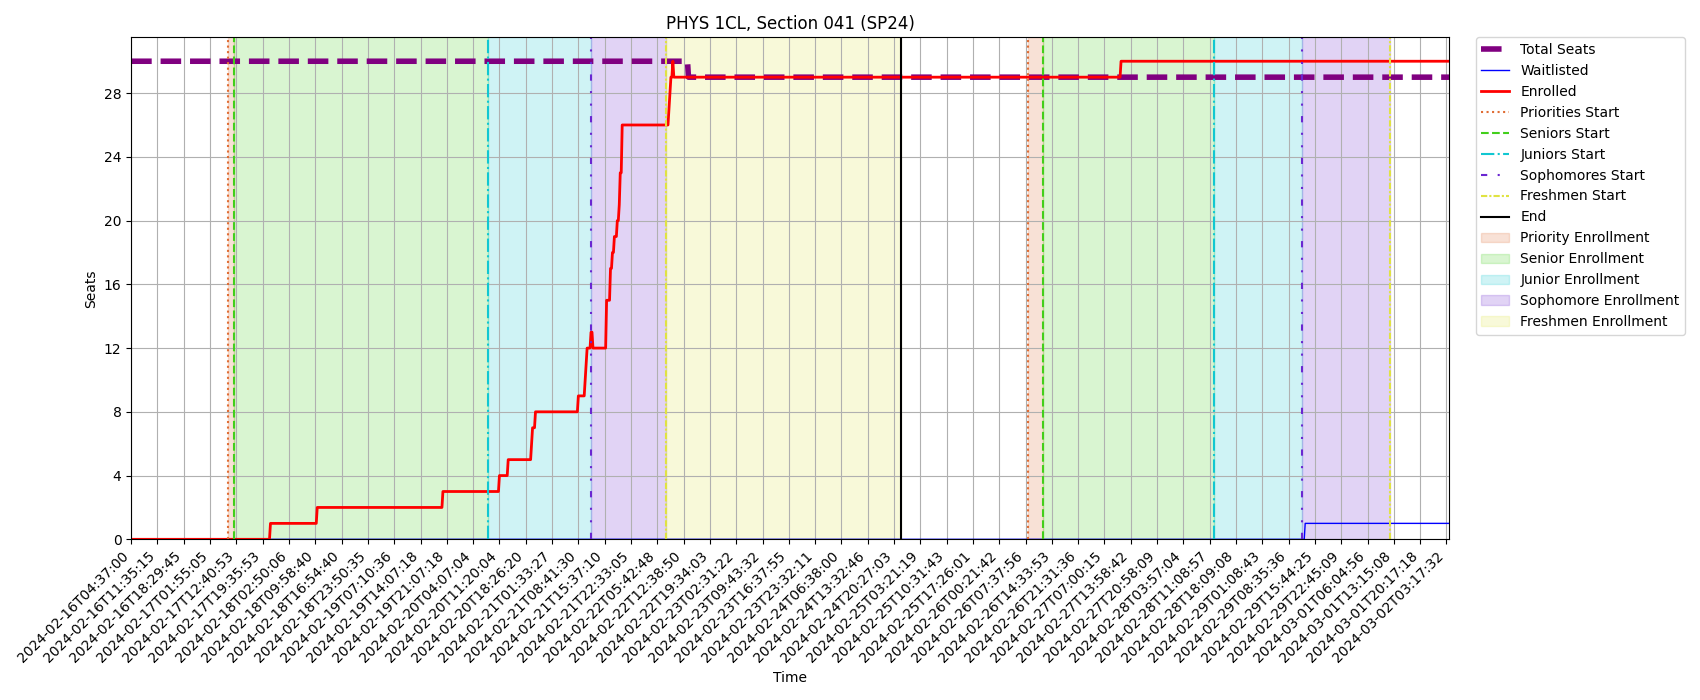 PHYS 1CL, Section 041 (SP24)
Seats
28
24
20
16
12
8
4
0
2024-02-16T04:37:00
2024-02-16T11:35:15
2024-02-16T18:29:45
2024-02-17T01:55:05
2024-02-17T12:40:53
2024-02-17T19:35:53
2024-02-18T02:50:06
2024-02-18T09:58:40
2024-02-18T16:54:40
2024-02-18T23:50:35
2024-02-19T07:10:36
2024-02-19T14:07:18
2024-02-19T21:07:18
2024-02-20T04:07:04
2024-02-20T11:20:04
2024-02-20T18:26:20
2024-02-21T01:33:27
2024-02-21T08:41:30
2024-02-21T15:37:10
2024-02-21T22:33:05
2024-02-22T05:42:48
2024-02-22T12:38:50
2024-02-22T19:34:03
2024-02-23T02:31:22
2024-02-23T09:43:32
2024-02-23T16:37:55
2024-02-23T23:32:11
2024-02-24T06:38:00
2024-02-24T13:32:46
2024-02-24T20:27:03
2024-02-25T03:21:19
2024-02-25T10:31:43
2024-02-25T17:26:01
2024-02-26T00:21:42
2024-02-26T07:37:56
2024-02-26T14:33:53
2024-02-26T21:31:36
2024-02-27T07:00:15
2024-02-27T13:58:42
2024-02-27T20:58:09
2024-02-28T03:57:04
2024-02-28T11:08:57
2024-02-28T18:09:08
2024-02-29T01:08:43
2024-02-29T08:35:36
2024-02-29T15:44:25
2024-02-29T22:45:09
2024-03-01T06:04:56
2024-03-01T13:15:08
2024-03-01T20:17:18
2024-03-02T03:17:32
Time
Total Seats
Waitlisted
Enrolled
Priorities Start
Seniors Start
Juniors Start
Sophomores Start
Freshmen Start
End
Priority Enrollment
Senior Enrollment
Junior Enrollment
Sophomore Enrollment
Freshmen Enrollment